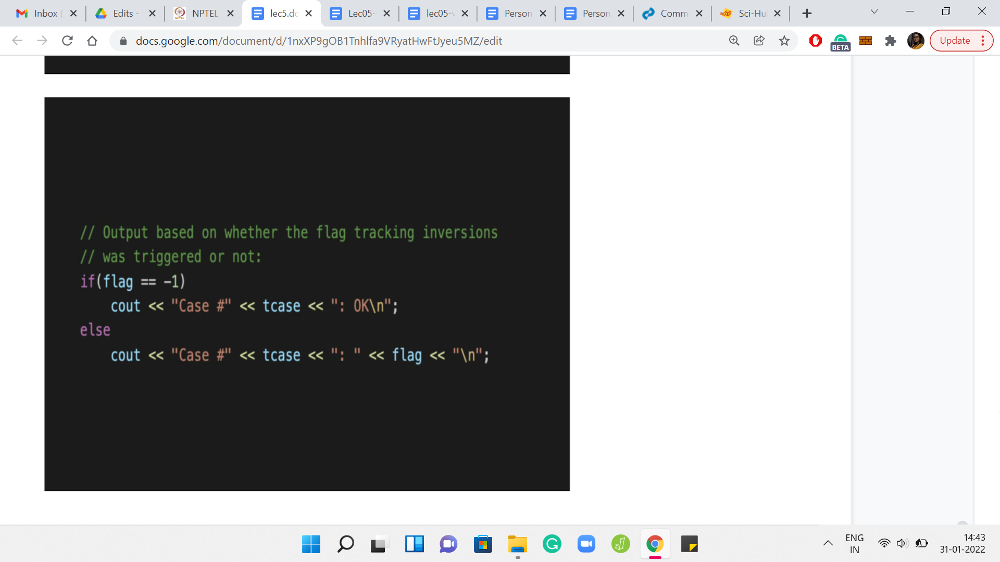 Inbox (
Edits -
NPTEL
lec5.dc
Lec05-
lec05-v
Person
Person
Comm
Sci-Hu
docs.google.com/document/d/1nxXP9gOB1Tnhlfa9VRyatHwFtJyeu5MZ/edit
BETA
Update
// Output based on whether the flag tracking inversions
// was triggered or not:
if(flag == -1)
cout << "Case #" << tcase << ": OK\n";
else
cout << "Case #" << tcase << ": " << flag << "\n";
ENG
IN
14:43
31-01-2022